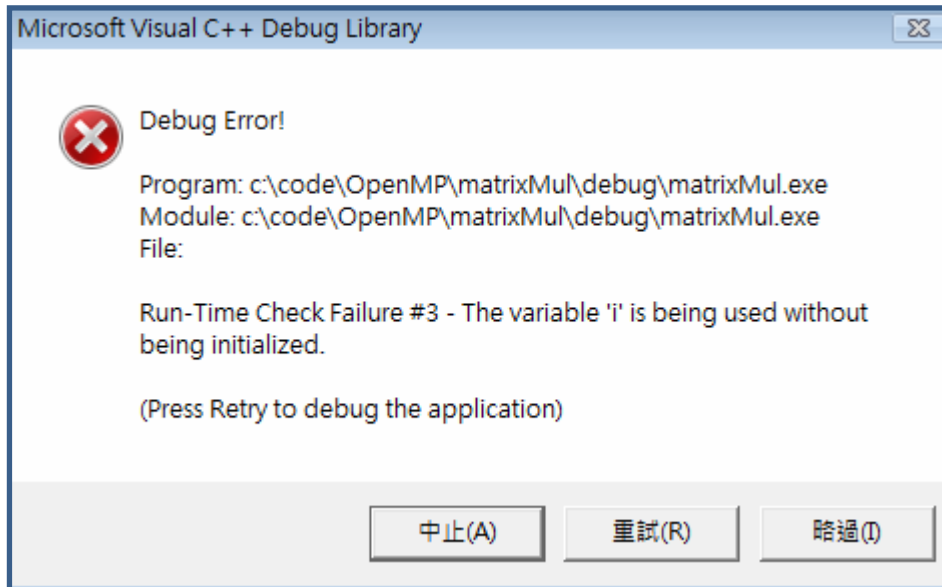 Microsoft Visual C++ Debug Library
Debug Error!
Program: c:\code\OpenMP\matrixMul\debug\matrixMul.exe
Module: c:\code\OpenMP\matrixMul\debug\matrixMul.exe
File:
Run-Time Check Failure #3 - The variable 'i' is being used without
being initialized.
(Press Retry to debug the application)
中止(A) 重試(R) 略過(I)